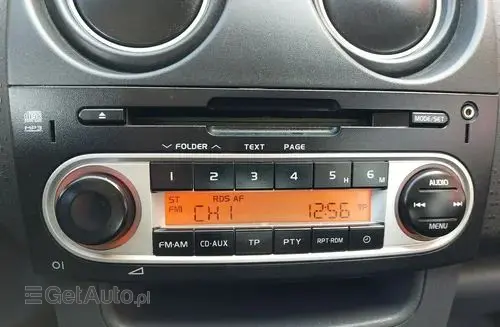 MP3
MODE/SET
FOLDER TEXT PAGE
1 2 3 4 5 H 6 M
AUDIO
ST RDS AF
FM1 CH1 12:56 TP
MENU
FM·AM CD·AUX TP PTY RPT·RDM
GetAuto.pl